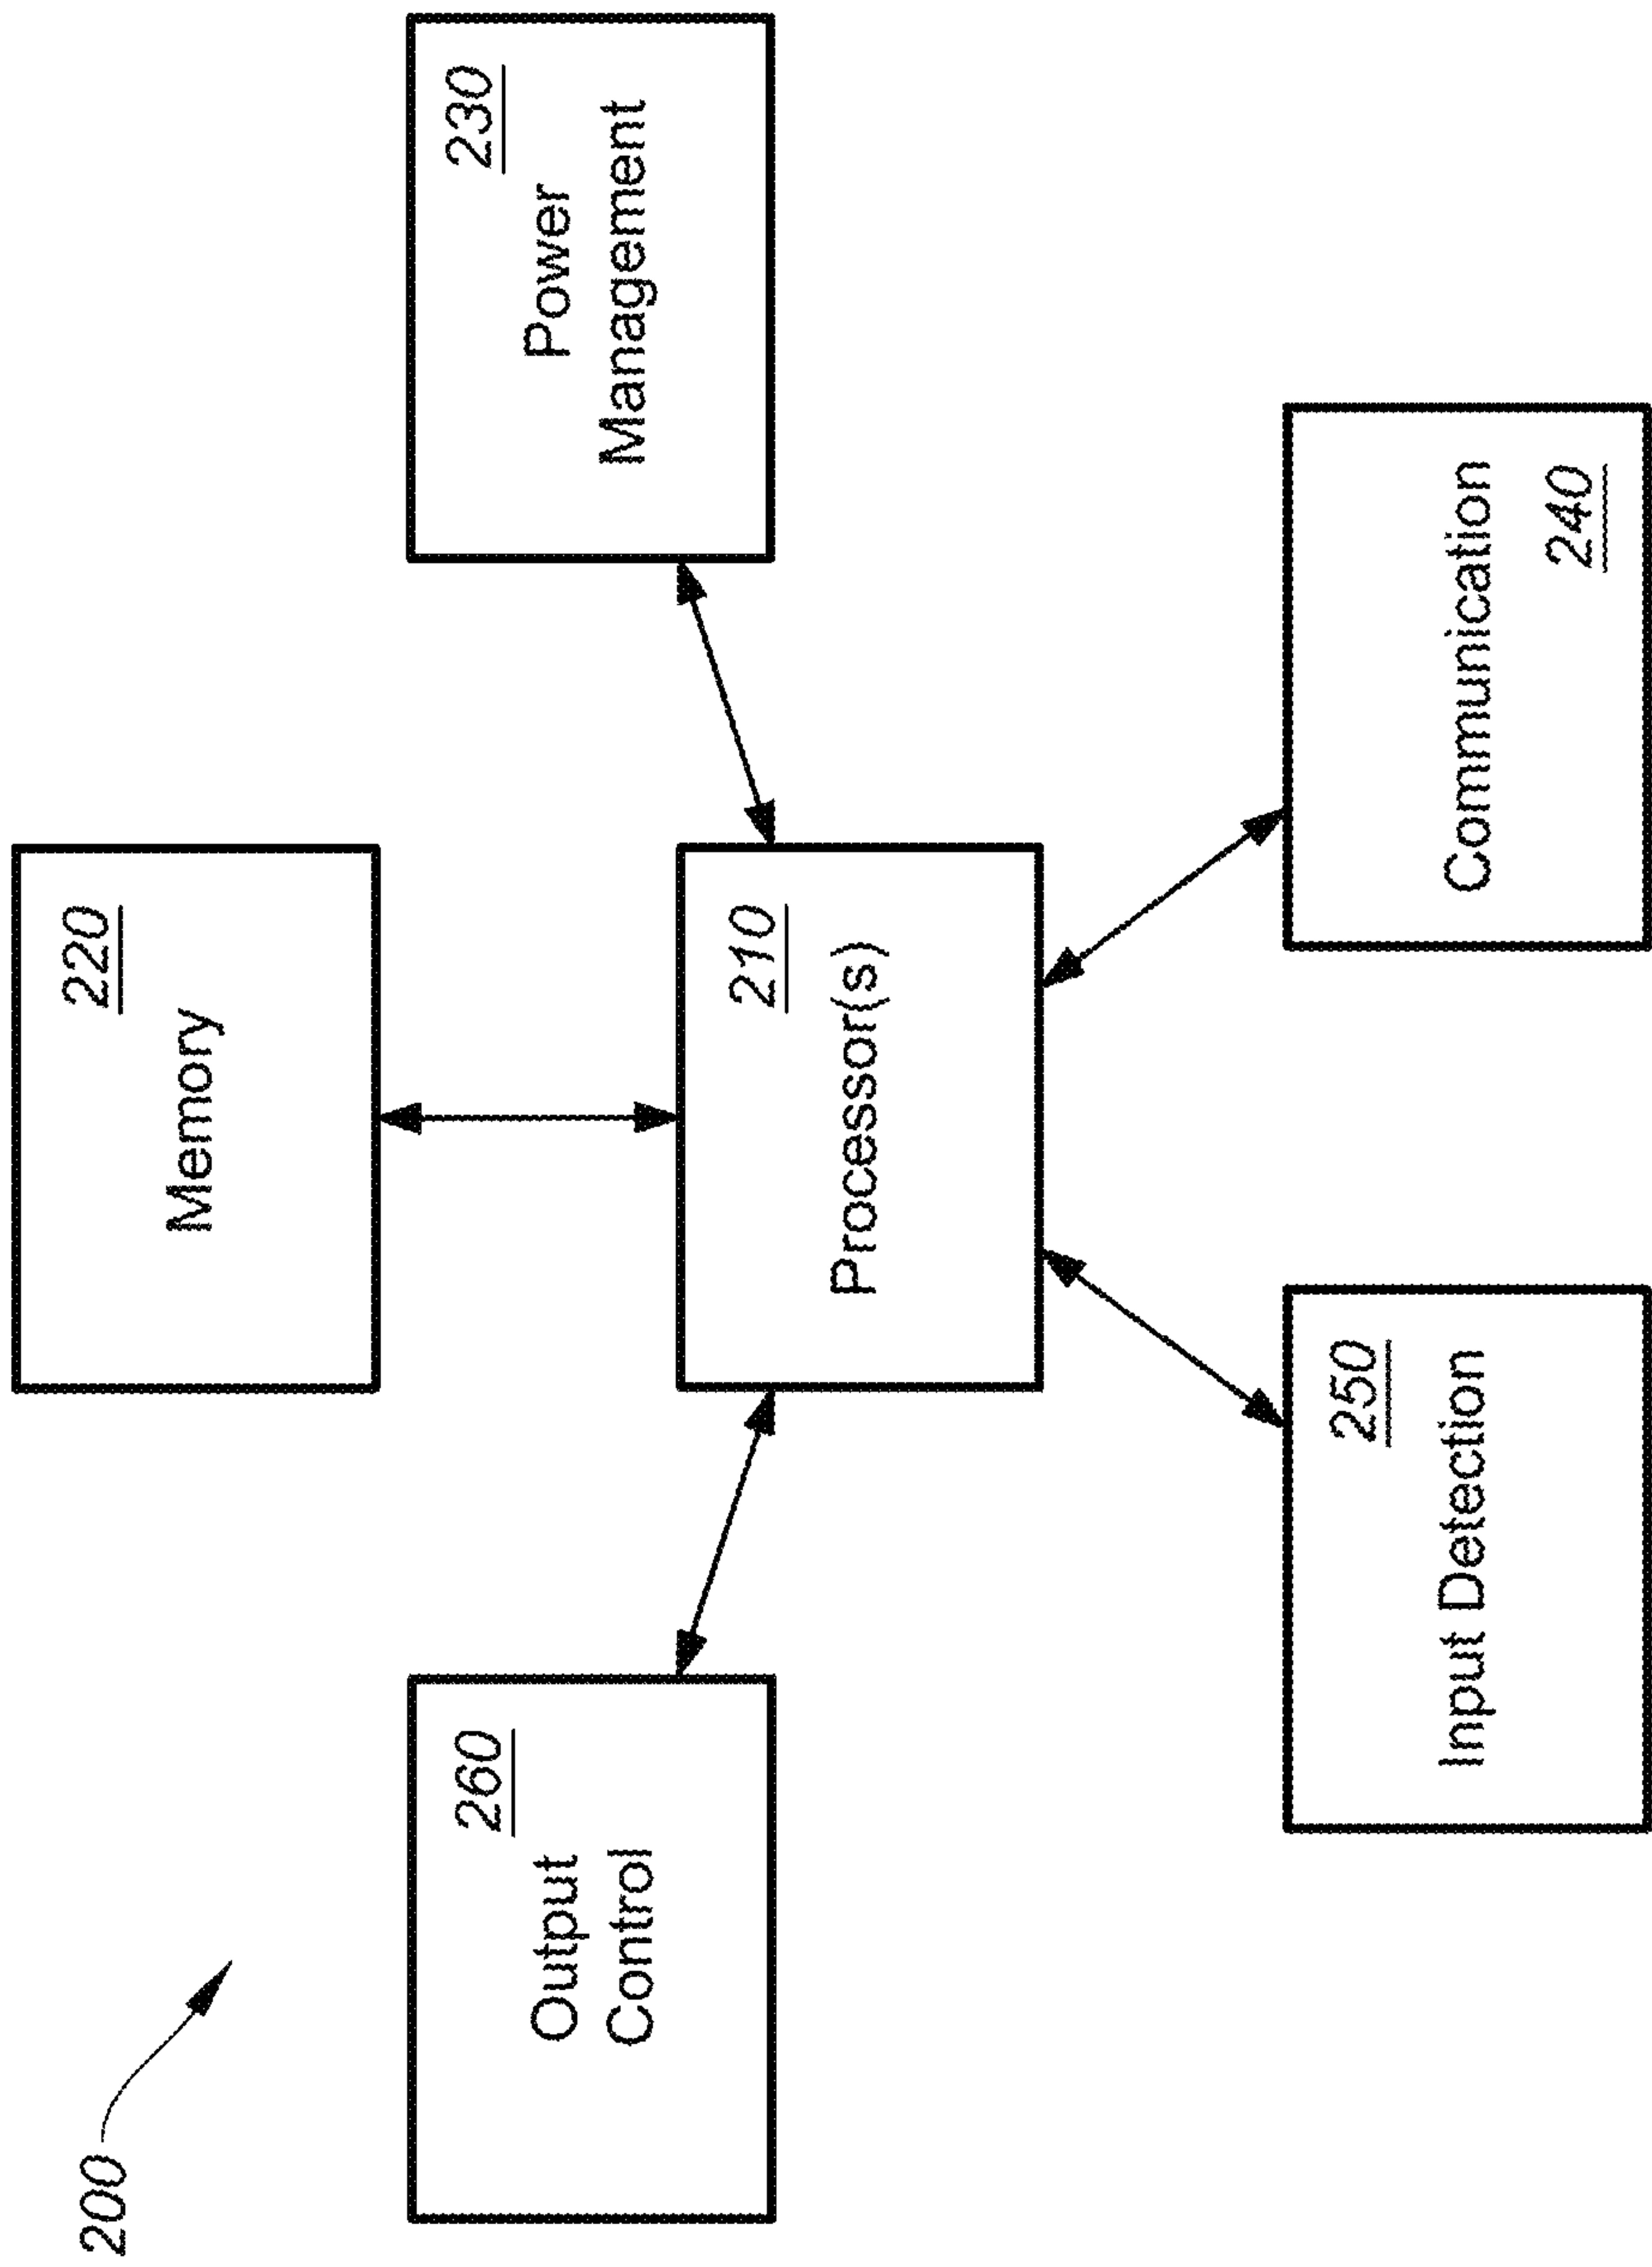 200
220
Memory
260
Output
Control
210
Processor(s)
230
Power
Management
250
Input Detection
Communication
240